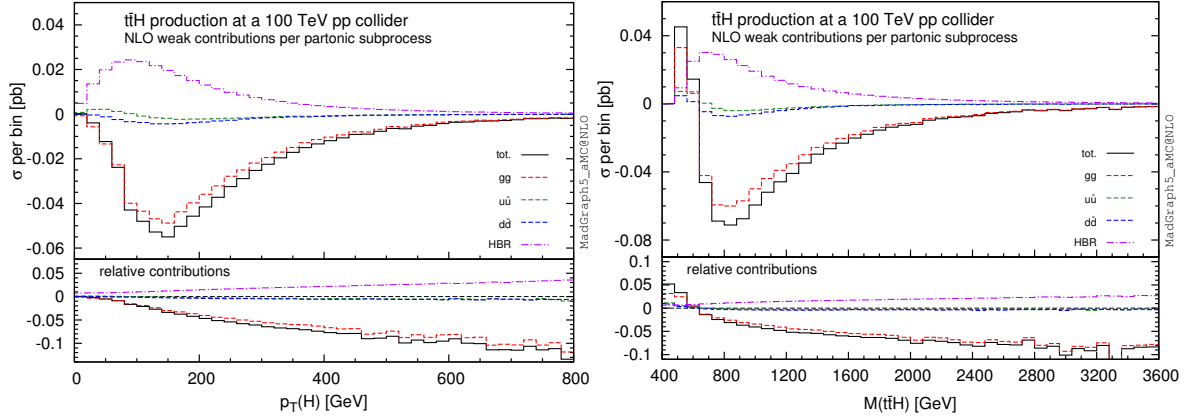 tt̄H production at a 100 TeV pp collider
NLO weak contributions per partonic subprocess
σ per bin [pb]
0.04
0.02
0
-0.02
-0.04
-0.06
tot.
gg
uū
dd̄
HBR
MadGraph5_aMC@NLO
relative contributions
0.05
0
-0.05
-0.1
0
200
400
600
800
p_T(H) [GeV]
tt̄H production at a 100 TeV pp collider
NLO weak contributions per partonic subprocess
σ per bin [pb]
0.04
0
-0.04
-0.08
tot.
gg
uū
dd̄
HBR
MadGraph5_aMC@NLO
relative contributions
0.1
0.05
0
-0.05
-0.1
400
800
1200
1600
2000
2400
2800
3200
3600
M(tt̄H) [GeV]